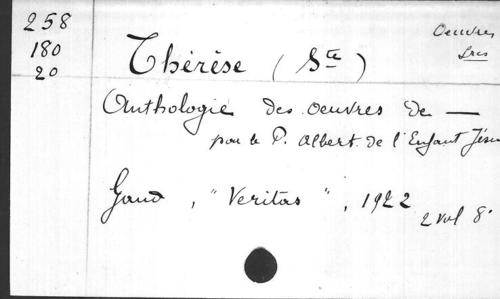 258
180
20
Oeuvres
Thérèse (Ste)
Anthologie des oeuvres de —
par le P. Albert de l'Enfant Jésu
Gand, "Veritas", 1922
2 vol 8°